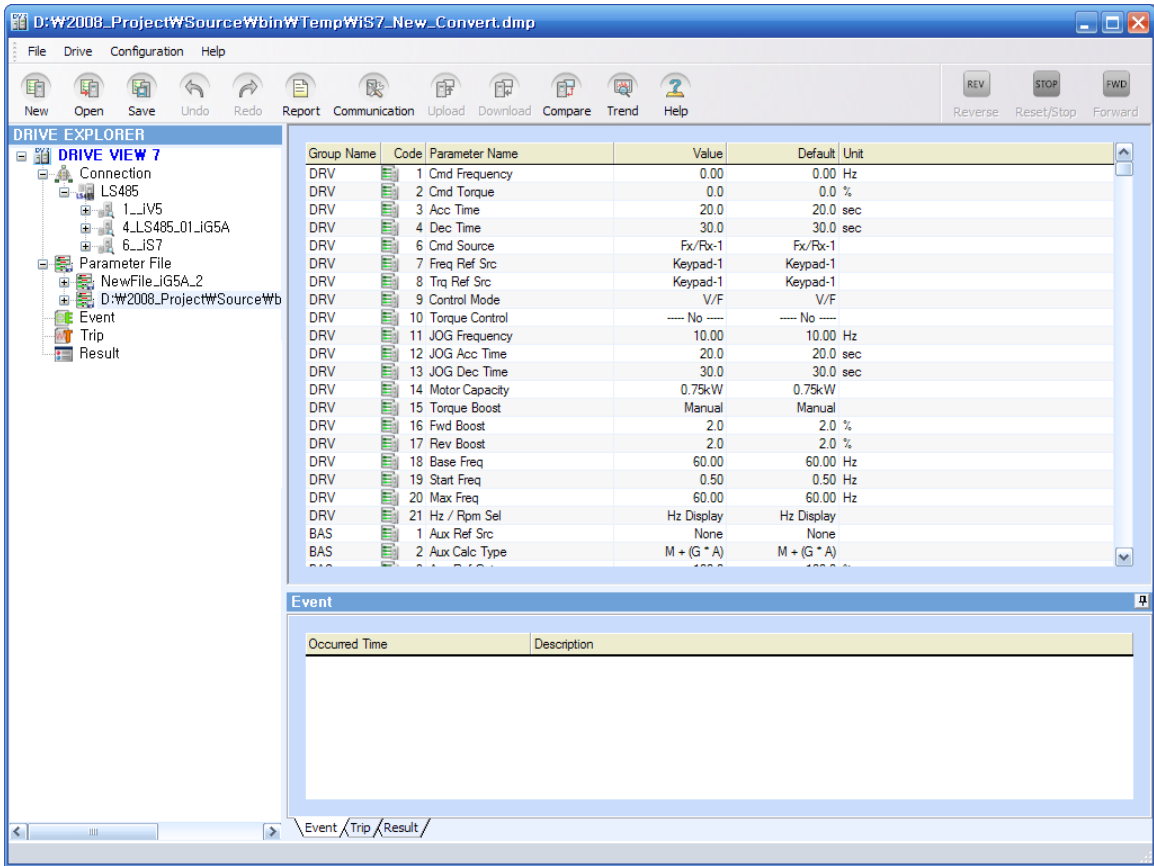 D:₩2008_Project₩Source₩bin₩Temp₩iS7_New_Convert.dmp
File Drive Configuration Help
New Open Save Undo Redo Report Communication Upload Download Compare Trend Help
REV STOP FWD
Reverse Reset/Stop Forward
DRIVE EXPLORER
DRIVE VIEW 7
Connection
LS485
1__iV5
4_LS485_01_iG5A
6__iS7
Parameter File
NewFile_iG5A_2
D:₩2008_Project₩Source₩b
Event
Trip
Result
Group Name Code Parameter Name Value Default Unit
DRV 1 Cmd Frequency 0.00 0.00 Hz
DRV 2 Cmd Torque 0.0 0.0 %
DRV 3 Acc Time 20.0 20.0 sec
DRV 4 Dec Time 30.0 30.0 sec
DRV 6 Cmd Source Fx/Rx-1 Fx/Rx-1
DRV 7 Freq Ref Src Keypad-1 Keypad-1
DRV 8 Trq Ref Src Keypad-1 Keypad-1
DRV 9 Control Mode V/F V/F
DRV 10 Torque Control ----- No ----- ----- No -----
DRV 11 JOG Frequency 10.00 10.00 Hz
DRV 12 JOG Acc Time 20.0 20.0 sec
DRV 13 JOG Dec Time 30.0 30.0 sec
DRV 14 Motor Capacity 0.75kW 0.75kW
DRV 15 Torque Boost Manual Manual
DRV 16 Fwd Boost 2.0 2.0 %
DRV 17 Rev Boost 2.0 2.0 %
DRV 18 Base Freq 60.00 60.00 Hz
DRV 19 Start Freq 0.50 0.50 Hz
DRV 20 Max Freq 60.00 60.00 Hz
DRV 21 Hz / Rpm Sel Hz Display Hz Display
BAS 1 Aux Ref Src None None
BAS 2 Aux Calc Type M + (G * A) M + (G * A)
Event
Occurred Time Description
Event Trip Result